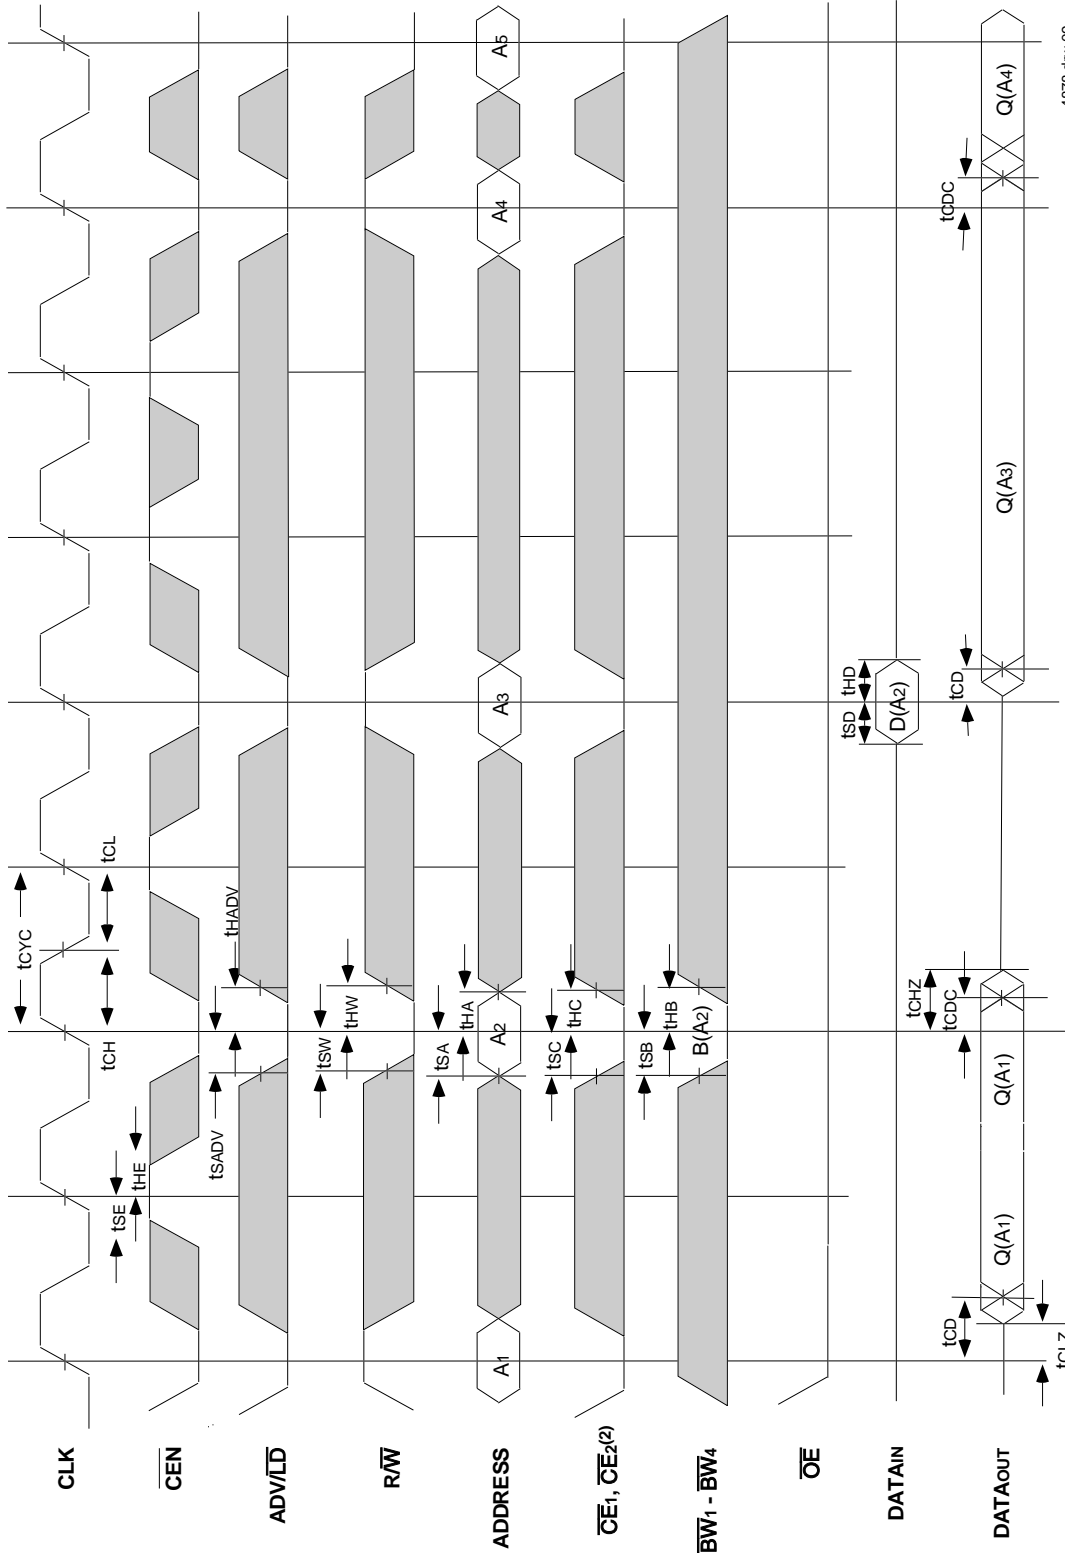 CLK
tCYC
tCH
tCL
CEN
tSE
tHE
ADV/LD
tSADV
tHADV
R/W
tSW
tHW
ADDRESS
A1
tSA
tHA
A2
A3
A4
A5
CE1, CE2(2)
tSC
tHC
BW1 - BW4
tSB
tHB
B(A2)
OE
DATAIN
tSD
tHD
D(A2)
DATAOUT
tCD
tCLZ
Q(A1)
Q(A1)
tCHZ
tCDC
tCD
Q(A3)
tCDC
Q(A4)